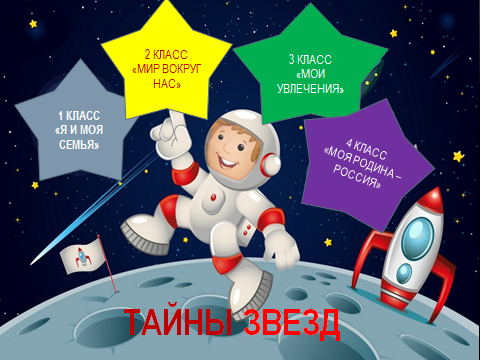 1 КЛАСС
«Я И МОЯ
СЕМЬЯ»
2 КЛАСС
«МИР ВОКРУГ
НАС»
3 КЛАСС
«МОИ
УВЛЕЧЕНИЯ»
4 КЛАСС
«МОЯ РОДИНА –
РОССИЯ»
ТАЙНЫ ЗВЕЗД